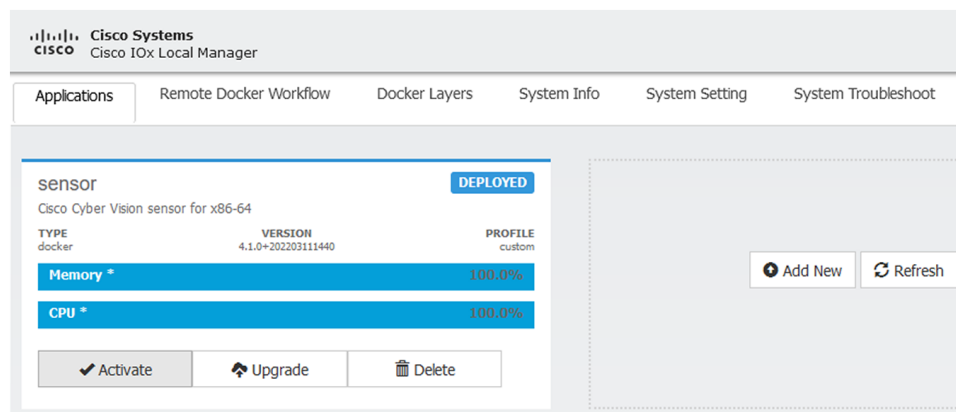 CISCO
Cisco Systems
Cisco IOx Local Manager
Applications Remote Docker Workflow Docker Layers System Info System Setting System Troubleshoot
sensor DEPLOYED
Cisco Cyber Vision sensor for x86-64
TYPE VERSION PROFILE
docker 4.1.0+202203111440 custom
Memory * 100.0%
CPU * 100.0%
Activate Upgrade Delete
Add New Refresh